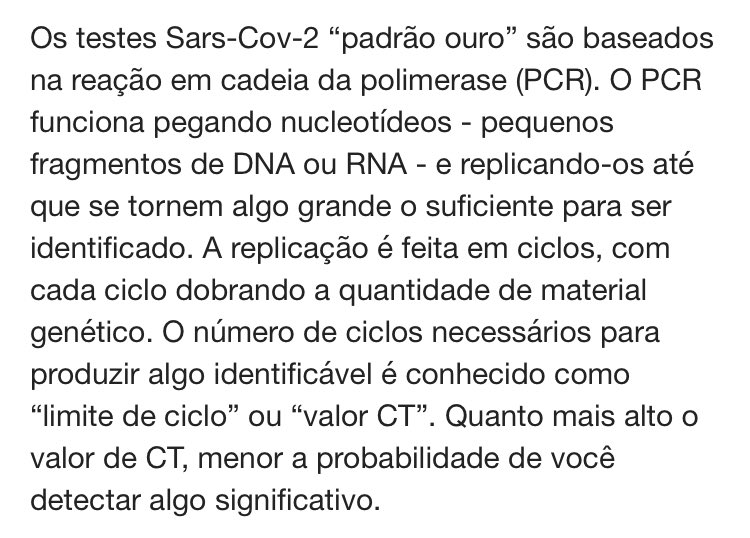 Os testes Sars-Cov-2 “padrão ouro” são baseados
na reação em cadeia da polimerase (PCR). O PCR
funciona pegando nucleotídeos - pequenos
fragmentos de DNA ou RNA - e replicando-os até
que se tornem algo grande o suficiente para ser
identificado. A replicação é feita em ciclos, com
cada ciclo dobrando a quantidade de material
genético. O número de ciclos necessários para
produzir algo identificável é conhecido como
“limite de ciclo” ou “valor CT”. Quanto mais alto o
valor de CT, menor a probabilidade de você
detectar algo significativo.